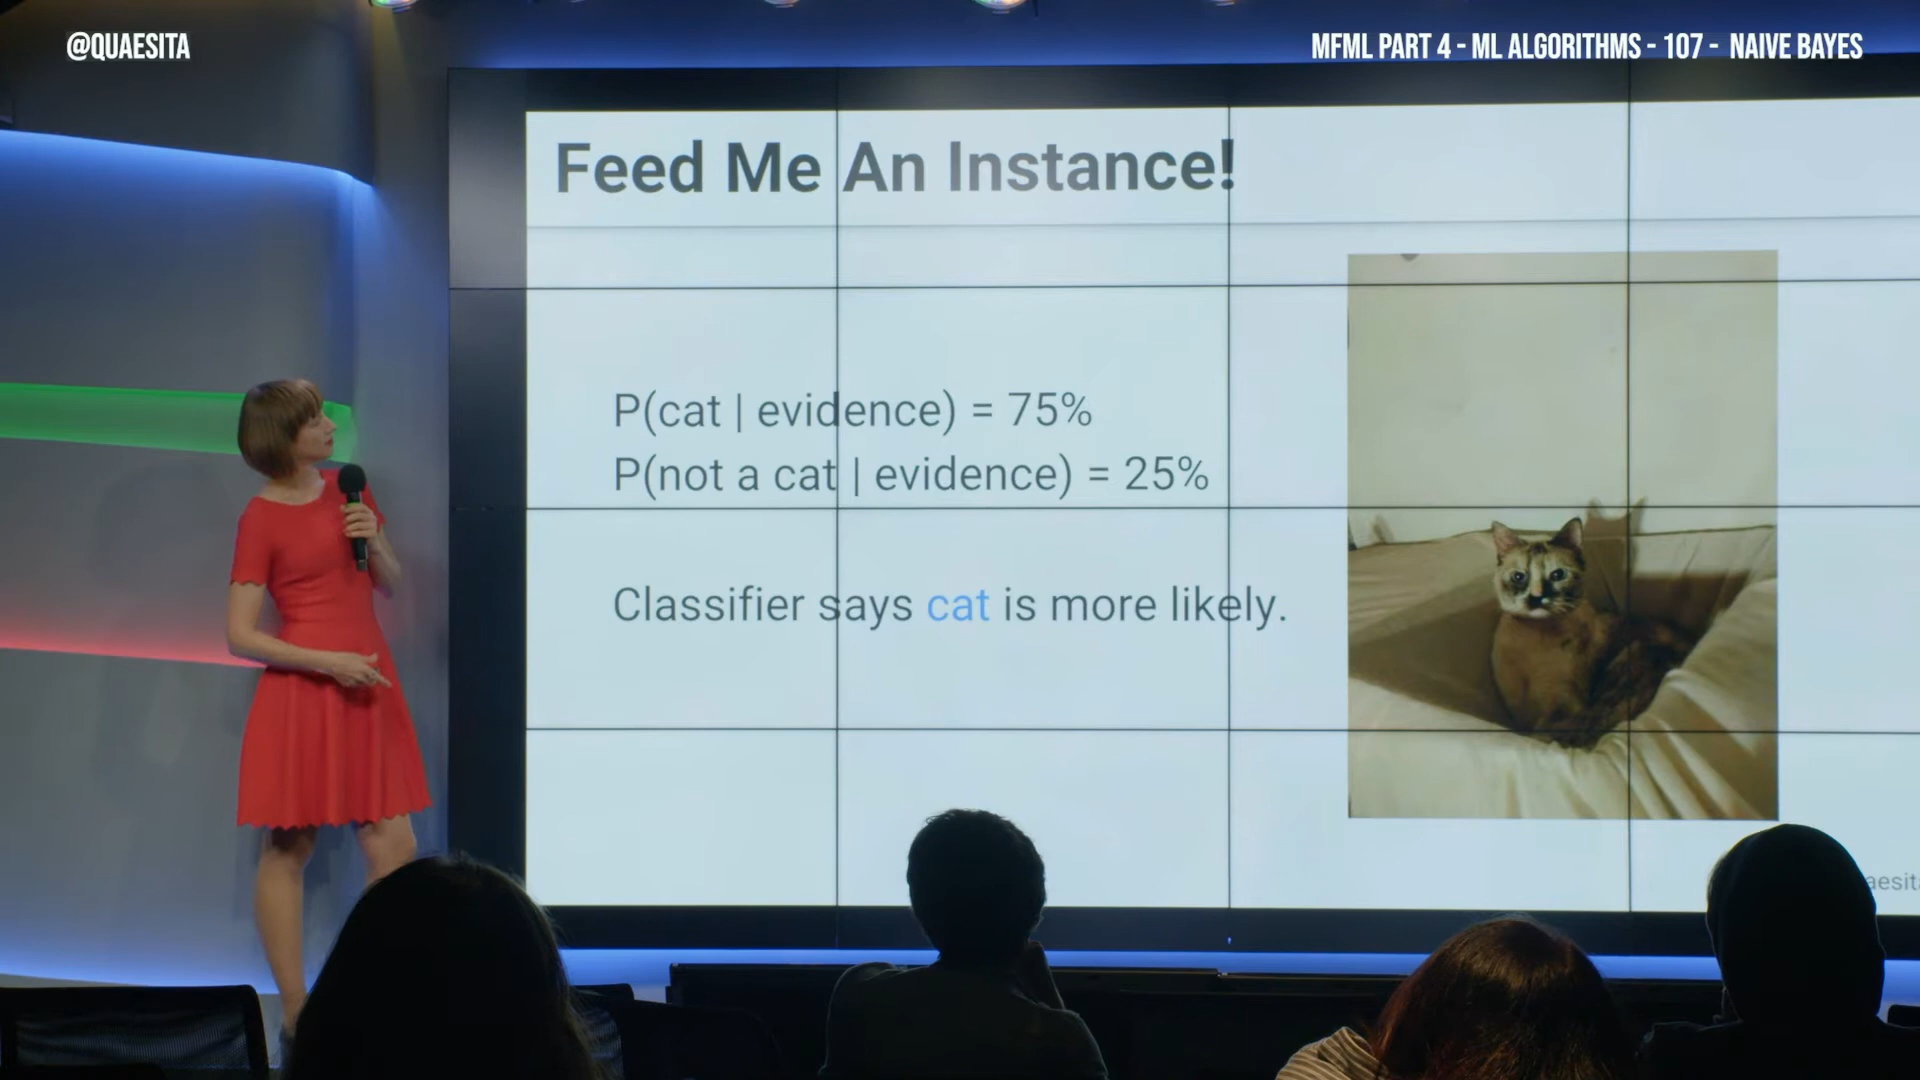 @QUAESITA
MFML PART 4 - ML ALGORITHMS - 107 - NAIVE BAYES
Feed Me An Instance!
P(cat | evidence) = 75%
P(not a cat | evidence) = 25%
Classifier says cat is more likely.